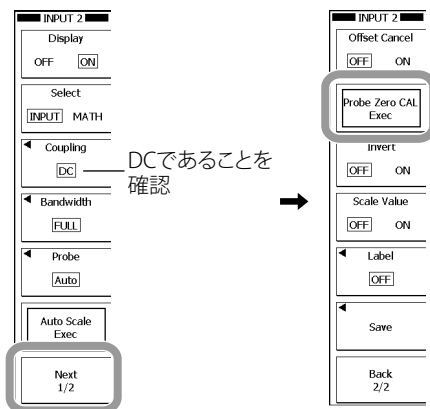 INPUT 2
Display
OFF ON
Select
INPUT MATH
Coupling
DC
Bandwidth
FULL
Probe
Auto
Auto Scale
Exec
Next
1/2
DCであることを
確認
INPUT 2
Offset Cancel
OFF ON
Probe Zero CAL
Exec
Invert
OFF ON
Scale Value
OFF ON
Label
OFF
Save
Back
2/2